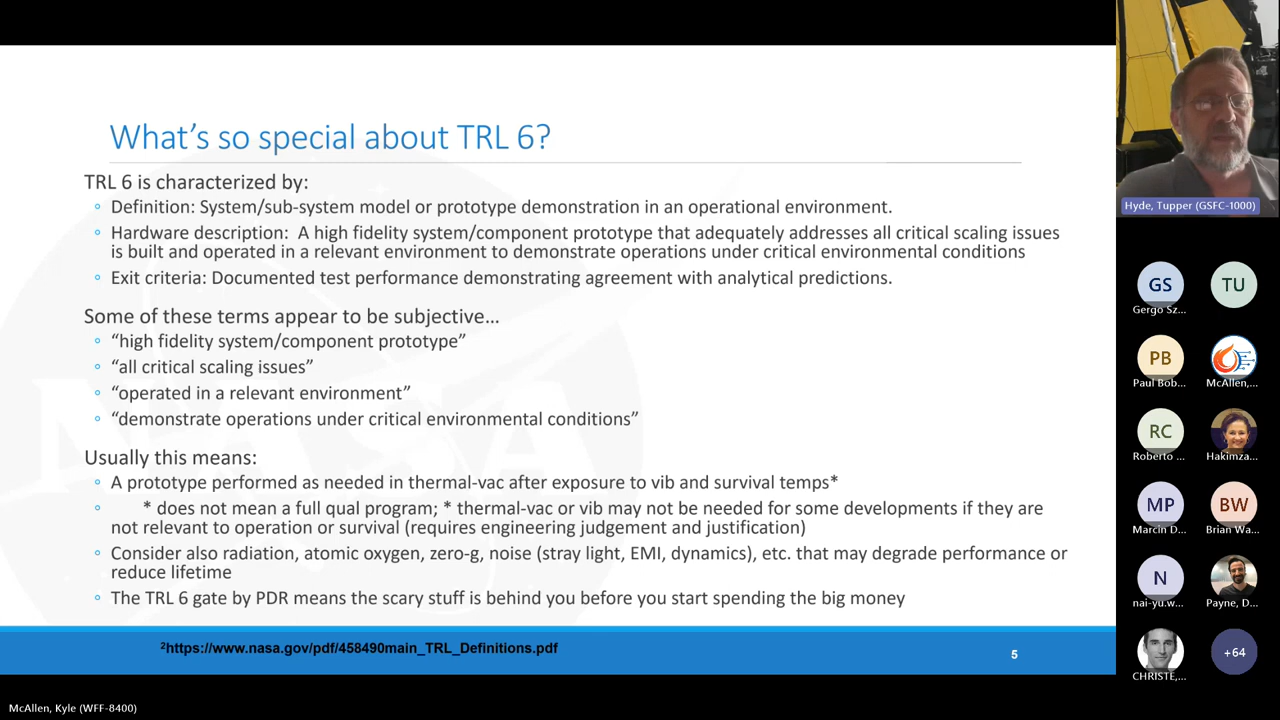 What's so special about TRL 6?
TRL 6 is characterized by:
◦ Definition: System/sub-system model or prototype demonstration in an operational environment.
◦ Hardware description:  A high fidelity system/component prototype that adequately addresses all critical scaling issues
is built and operated in a relevant environment to demonstrate operations under critical environmental conditions
◦ Exit criteria: Documented test performance demonstrating agreement with analytical predictions.
Some of these terms appear to be subjective…
◦ “high fidelity system/component prototype”
◦ “all critical scaling issues”
◦ “operated in a relevant environment”
◦ “demonstrate operations under critical environmental conditions”
Usually this means:
◦ A prototype performed as needed in thermal-vac after exposure to vib and survival temps*
◦ * does not mean a full qual program; * thermal-vac or vib may not be needed for some developments if they are
not relevant to operation or survival (requires engineering judgement and justification)
◦ Consider also radiation, atomic oxygen, zero-g, noise (stray light, EMI, dynamics), etc. that may degrade performance or
reduce lifetime
◦ The TRL 6 gate by PDR means the scary stuff is behind you before you start spending the big money
²https://www.nasa.gov/pdf/458490main_TRL_Definitions.pdf
5
NASA
Hyde, Tupper (GSFC-1000)
GS
TU
Gergo Sz...
PB
Paul Bob...
McAllen,...
RC
Roberto ...
Hakimza...
MP
BW
Marcin D...
Brian Wa...
N
nai-yu.w...
Payne, D...
+64
CHRISTE,...
McAllen, Kyle (WFF-8400)